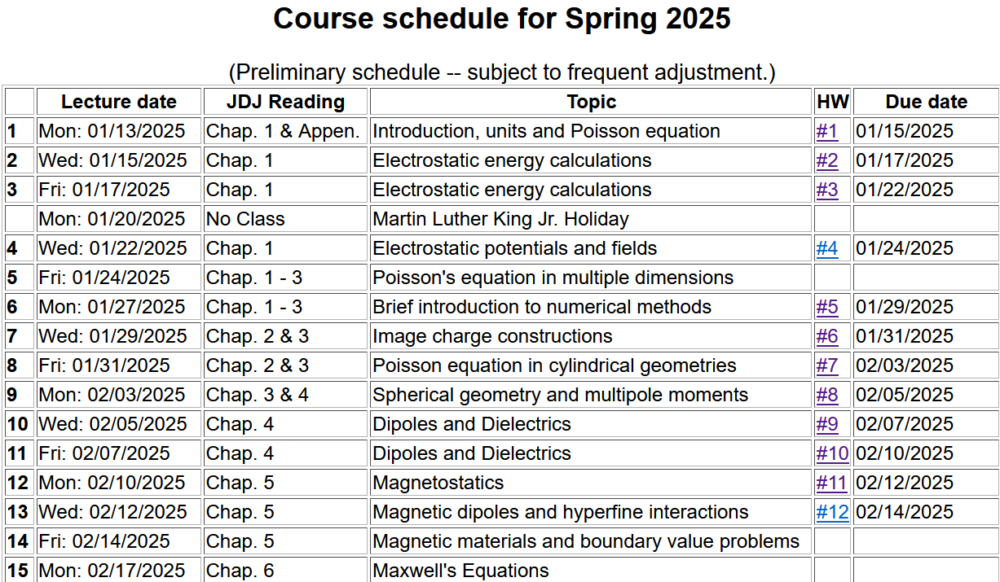 Course schedule for Spring 2025
(Preliminary schedule -- subject to frequent adjustment.)
Lecture date JDJ Reading Topic HW Due date
1 Mon: 01/13/2025 Chap. 1 & Appen. Introduction, units and Poisson equation #1 01/15/2025
2 Wed: 01/15/2025 Chap. 1 Electrostatic energy calculations #2 01/17/2025
3 Fri: 01/17/2025 Chap. 1 Electrostatic energy calculations #3 01/22/2025
Mon: 01/20/2025 No Class Martin Luther King Jr. Holiday
4 Wed: 01/22/2025 Chap. 1 Electrostatic potentials and fields #4 01/24/2025
5 Fri: 01/24/2025 Chap. 1 - 3 Poisson's equation in multiple dimensions
6 Mon: 01/27/2025 Chap. 1 - 3 Brief introduction to numerical methods #5 01/29/2025
7 Wed: 01/29/2025 Chap. 2 & 3 Image charge constructions #6 01/31/2025
8 Fri: 01/31/2025 Chap. 2 & 3 Poisson equation in cylindrical geometries #7 02/03/2025
9 Mon: 02/03/2025 Chap. 3 & 4 Spherical geometry and multipole moments #8 02/05/2025
10 Wed: 02/05/2025 Chap. 4 Dipoles and Dielectrics #9 02/07/2025
11 Fri: 02/07/2025 Chap. 4 Dipoles and Dielectrics #10 02/10/2025
12 Mon: 02/10/2025 Chap. 5 Magnetostatics #11 02/12/2025
13 Wed: 02/12/2025 Chap. 5 Magnetic dipoles and hyperfine interactions #12 02/14/2025
14 Fri: 02/14/2025 Chap. 5 Magnetic materials and boundary value problems
15 Mon: 02/17/2025 Chap. 6 Maxwell's Equations